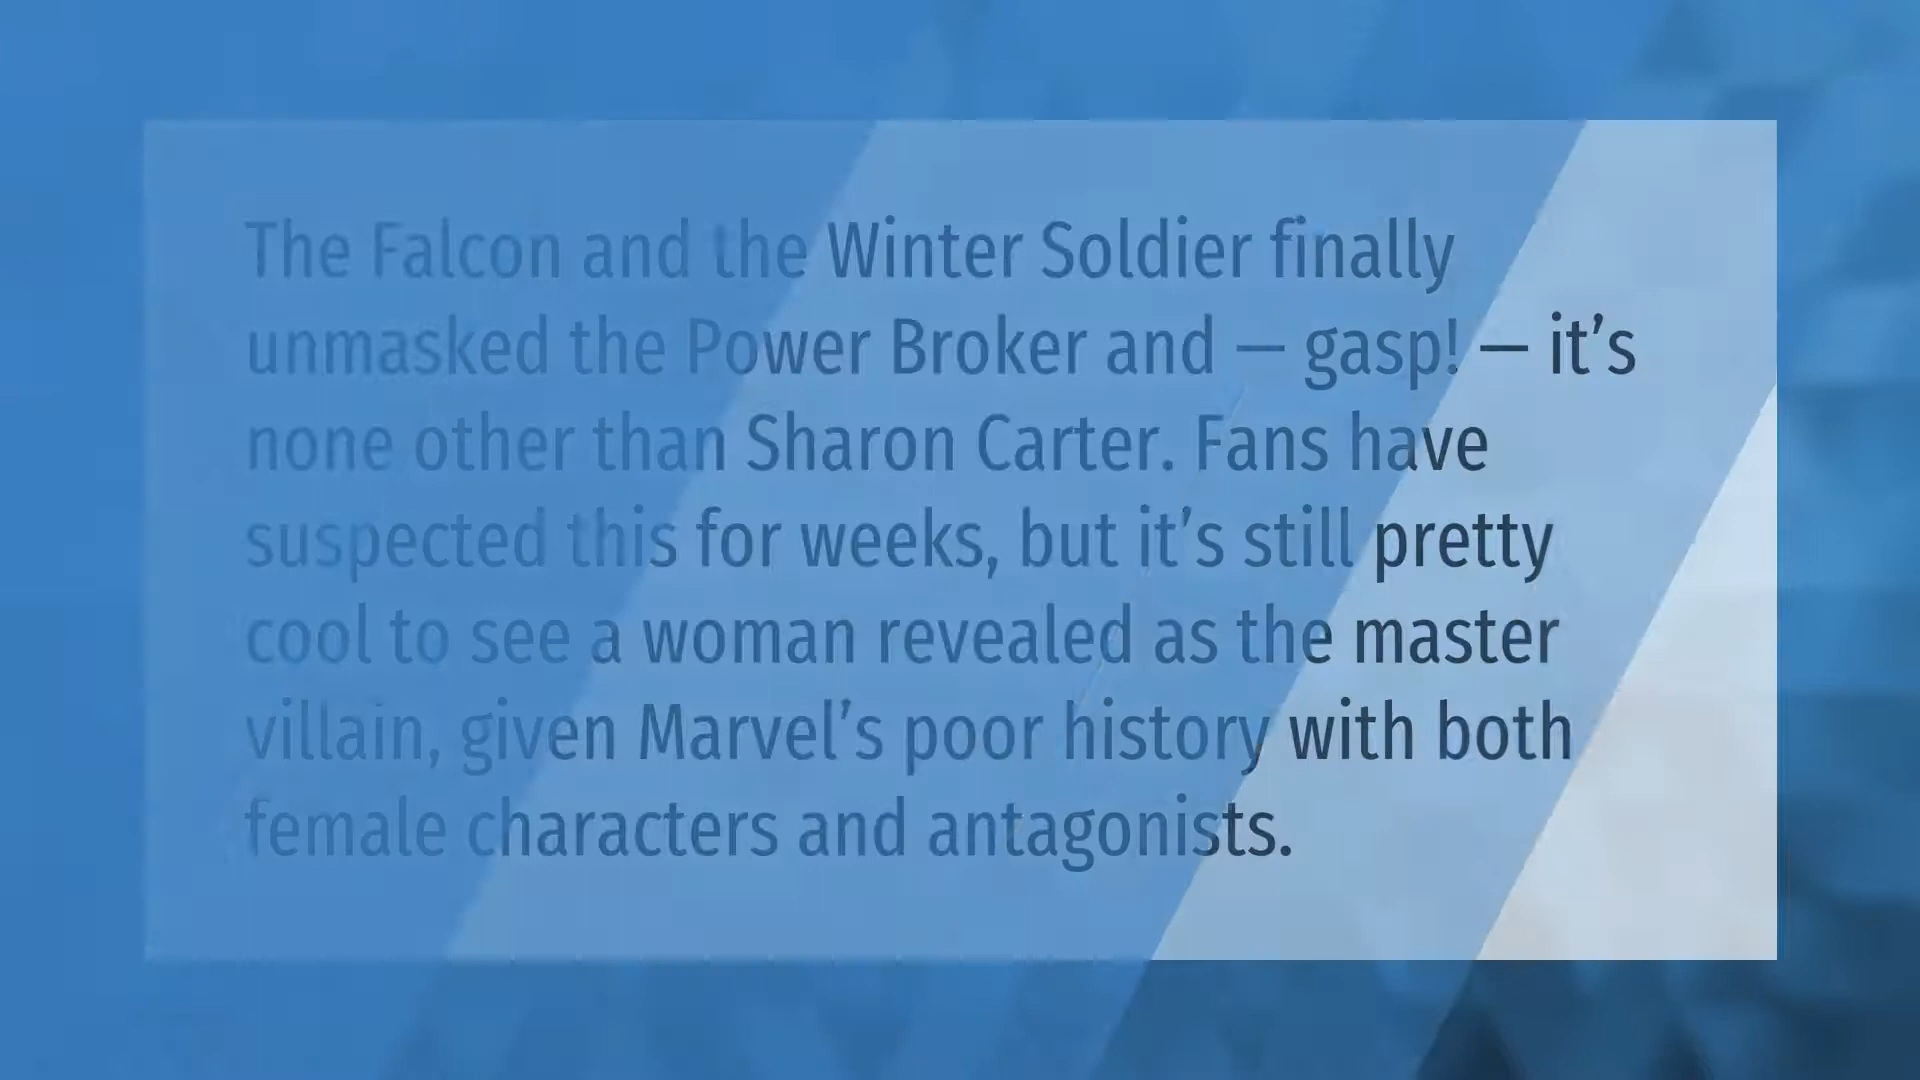 The Falcon and the Winter Soldier finally
unmasked the Power Broker and — gasp! — it’s
none other than Sharon Carter. Fans have
suspected this for weeks, but it’s still pretty
cool to see a woman revealed as the master
villain, given Marvel’s poor history with both
female characters and antagonists.